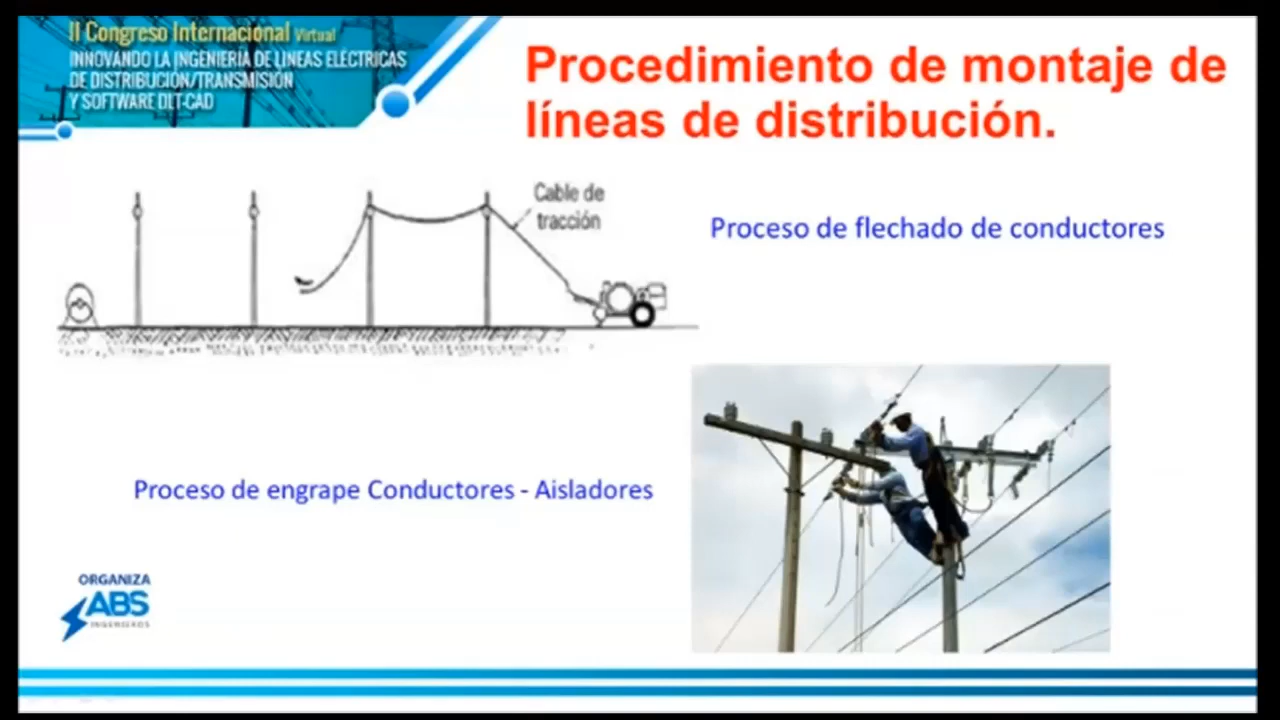 II Congreso Internacional Virtual
INNOVANDO LA INGENIERÍA DE LÍNEAS ELÉCTRICAS
DE DISTRIBUCIÓN/TRANSMISIÓN
Y SOFTWARE DLT-CAD
Procedimiento de montaje de
líneas de distribución.
Cable de
tracción
Proceso de flechado de conductores
Proceso de engrape Conductores - Aisladores
ORGANIZA
ABS
INGENIEROS